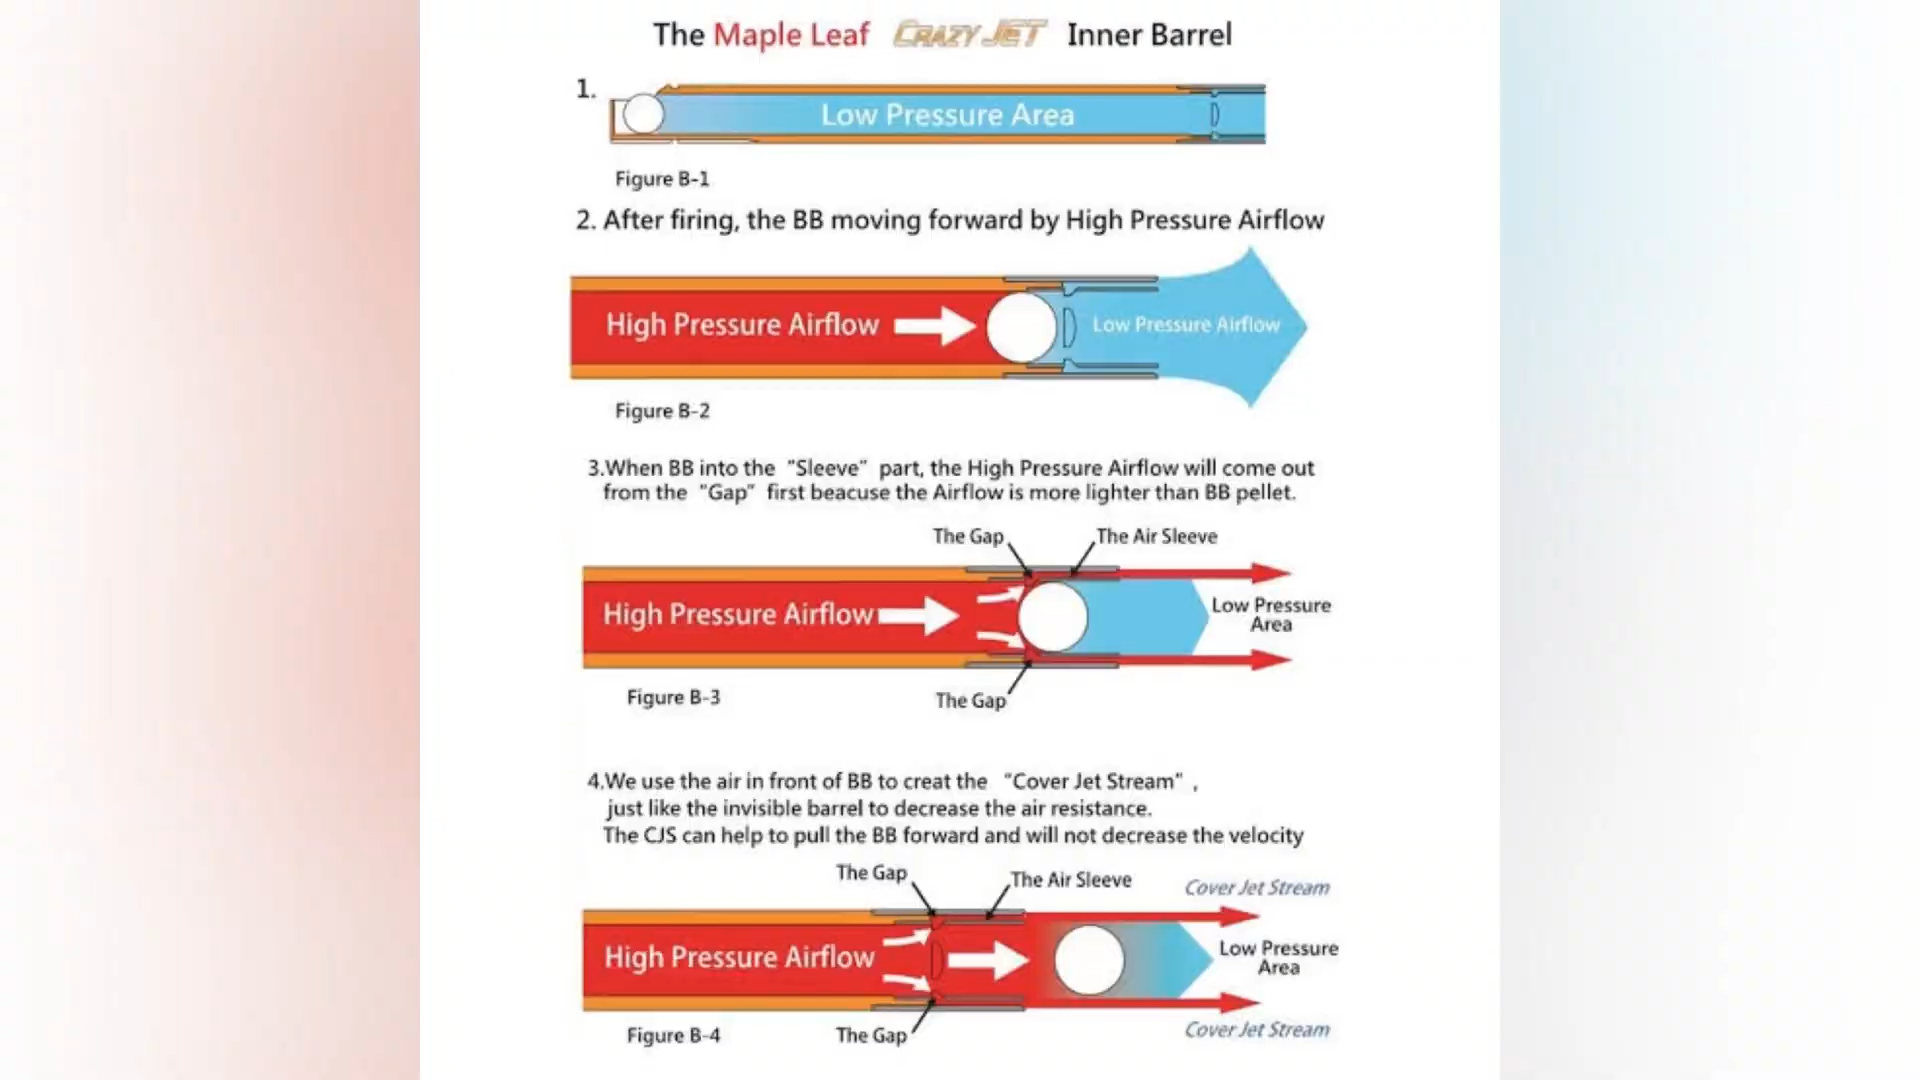 The Maple Leaf CRAZY JET Inner Barrel
1.
Low Pressure Area
Figure B-1
2. After firing, the BB moving forward by High Pressure Airflow
High Pressure Airflow
Low Pressure Airflow
Figure B-2
3.When BB into the “Sleeve” part, the High Pressure Airflow will come out
from the “Gap” first beacuse the Airflow is more lighter than BB pellet.
The Gap
The Air Sleeve
High Pressure Airflow
Low Pressure
Area
Figure B-3
The Gap
4.We use the air in front of BB to creat the “Cover Jet Stream” ,
just like the invisible barrel to decrease the air resistance.
The CJS can help to pull the BB forward and will not decrease the velocity
The Gap
The Air Sleeve
Cover Jet Stream
High Pressure Airflow
Low Pressure
Area
Figure B-4
The Gap
Cover Jet Stream